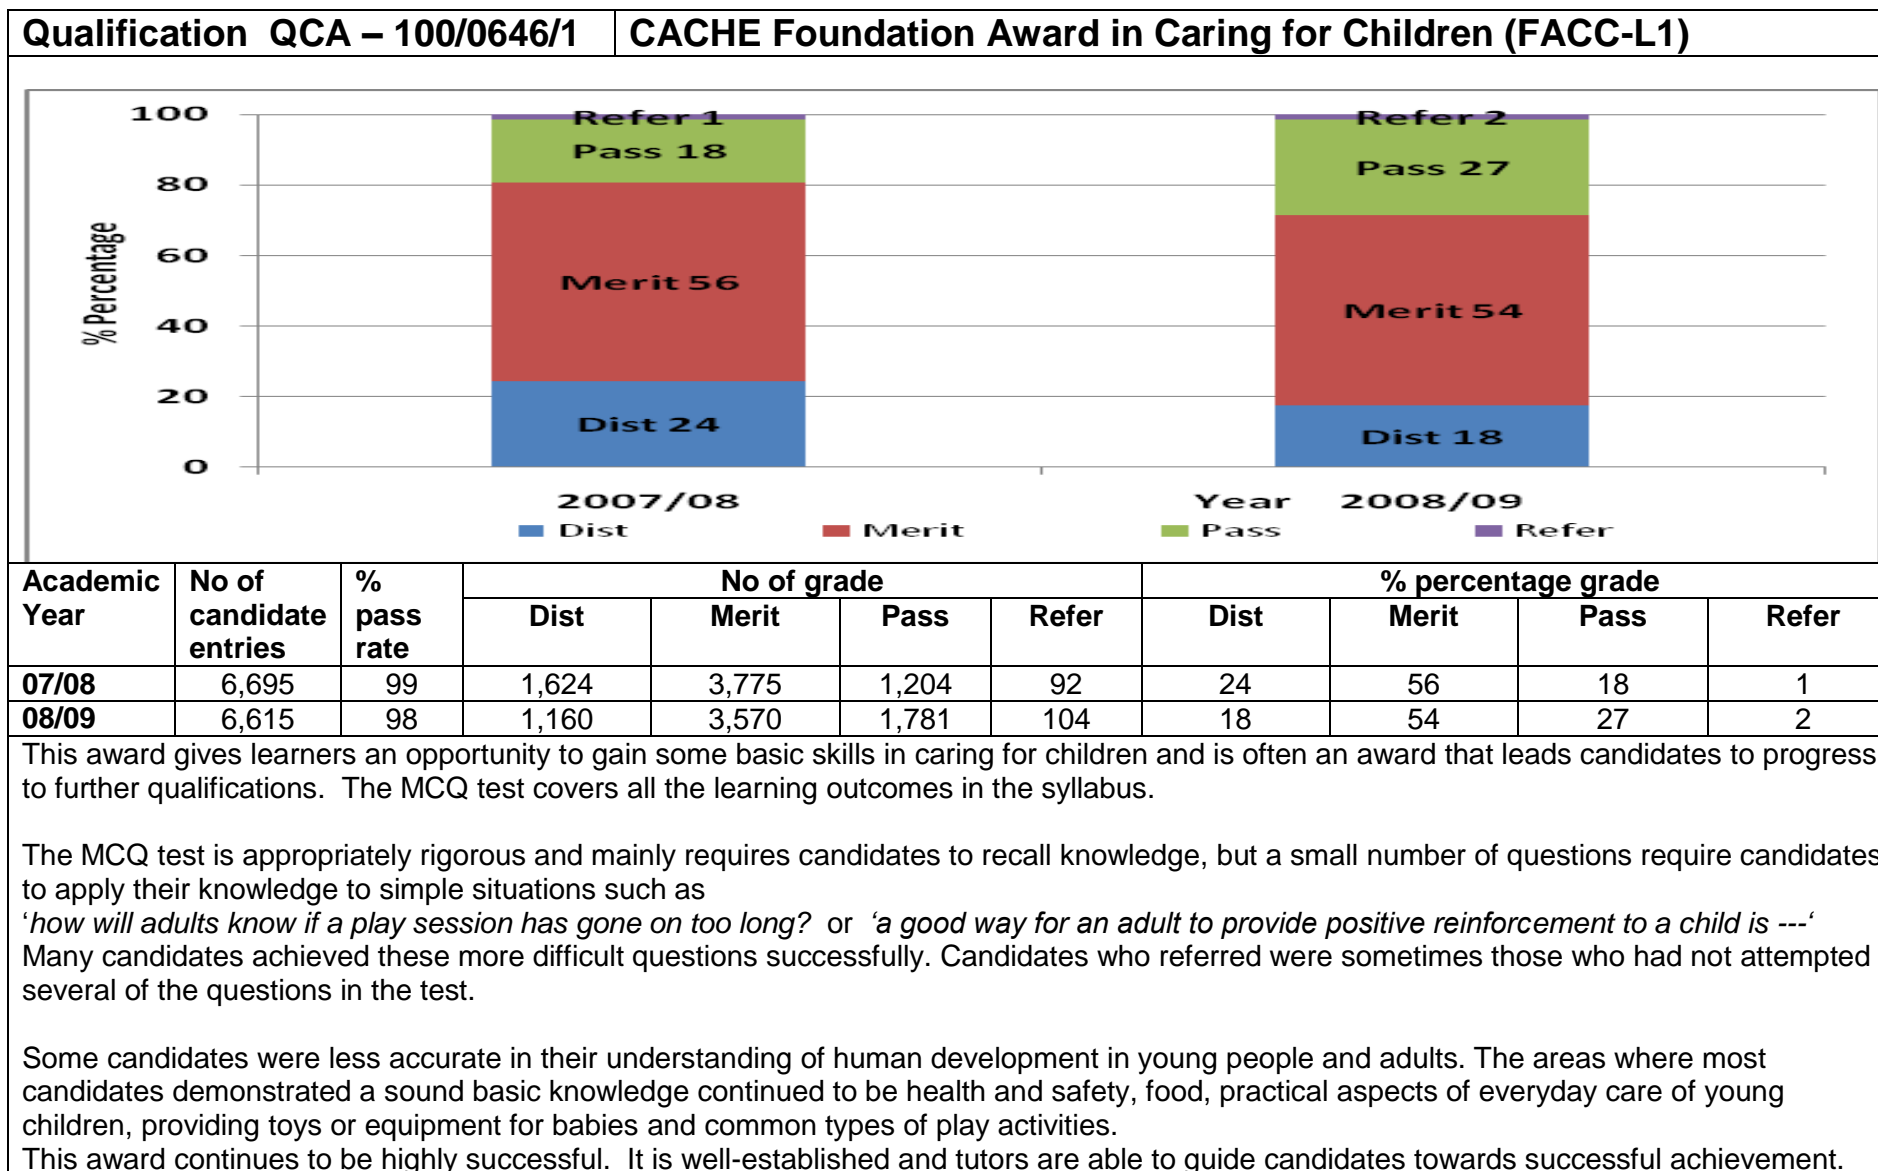 Qualification QCA – 100/0646/1 CACHE Foundation Award in Caring for Children (FACC-L1)
100
80
60
40
20
0
% Percentage
Refer 1
Pass 18
Merit 56
Dist 24
Refer 2
Pass 27
Merit 54
Dist 18
2007/08 Year 2008/09
Dist Merit Pass Refer
Academic Year No of candidate entries % pass rate No of grade % percentage grade
Dist Merit Pass Refer Dist Merit Pass Refer
07/08 6,695 99 1,624 3,775 1,204 92 24 56 18 1
08/09 6,615 98 1,160 3,570 1,781 104 18 54 27 2
This award gives learners an opportunity to gain some basic skills in caring for children and is often an award that leads candidates to progress
to further qualifications. The MCQ test covers all the learning outcomes in the syllabus.
The MCQ test is appropriately rigorous and mainly requires candidates to recall knowledge, but a small number of questions require candidates
to apply their knowledge to simple situations such as
‘how will adults know if a play session has gone on too long? or ‘a good way for an adult to provide positive reinforcement to a child is ---‘
Many candidates achieved these more difficult questions successfully. Candidates who referred were sometimes those who had not attempted
several of the questions in the test.
Some candidates were less accurate in their understanding of human development in young people and adults. The areas where most
candidates demonstrated a sound basic knowledge continued to be health and safety, food, practical aspects of everyday care of young
children, providing toys or equipment for babies and common types of play activities.
This award continues to be highly successful. It is well-established and tutors are able to guide candidates towards successful achievement.